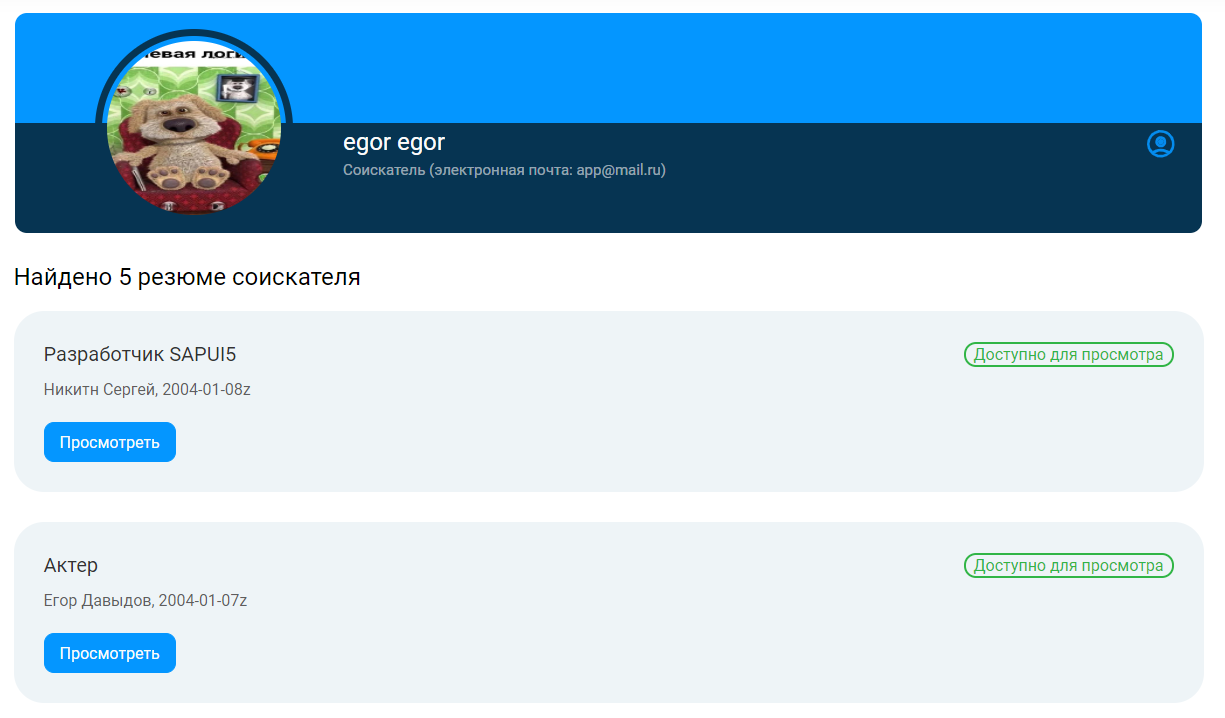 евая логи
egor egor
Соискатель (электронная почта: app@mail.ru)
Найдено 5 резюме соискателя
Разработчик SAPUI5
Доступно для просмотра
Никитн Сергей, 2004-01-08z
Просмотреть
Актер
Доступно для просмотра
Егор Давыдов, 2004-01-07z
Просмотреть